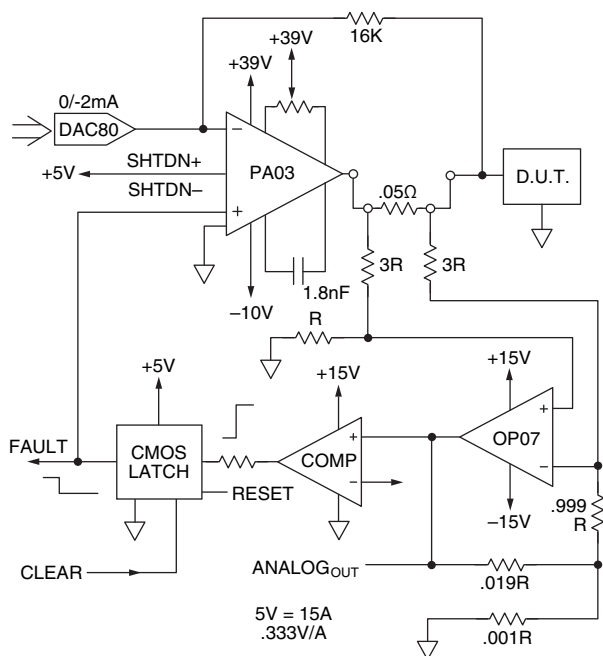 +39V
16K
+39V
0/-2mA
DAC80
SHTDN+
+5V
SHTDN–
PA03
–
+
.05Ω
D.U.T.
3R
3R
1.8nF
–10V
R
+5V
+15V
+15V
FAULT
CMOS
LATCH
COMP
+
–
OP07
+
–
RESET
–15V
.999
R
CLEAR
ANALOGOUT
.019R
5V = 15A
.333V/A
.001R